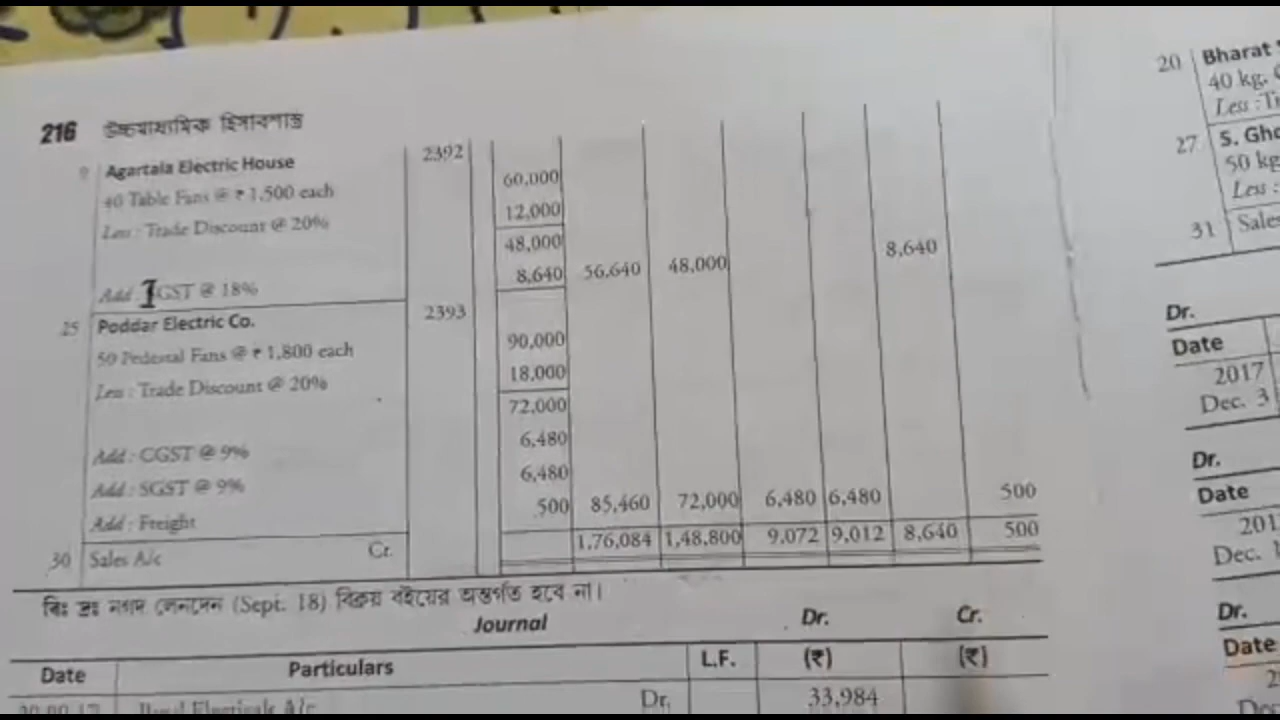 216 উচ্চমাধ্যমিক হিসাবশাস্ত্র
9 Agartala Electric House 2392
40 Table Fans @ ₹ 1,500 each 60,000
Less : Trade Discount @ 20% 12,000
48,000
Add : IGST @ 18% 8,640 56,640 48,000 8,640
25 Poddar Electric Co. 2393
50 Pedestal Fans @ ₹ 1,800 each 90,000
Less : Trade Discount @ 20% 18,000
72,000
Add : CGST @ 9% 6,480
Add : SGST @ 9% 6,480
Add : Freight 500 85,460 72,000 6,480 6,480 500
30 Sales A/c Cr. 1,76,084 1,48,800 9,072 9,012 8,640 500
বিঃ দ্রঃ নগদ লেনদেন (Sept. 18) বিক্রয় বইয়ের অন্তর্গত হবে না।
Journal Dr. Cr.
Date Particulars L.F. (₹) (₹)
Electricals A/c Dr. 33,984
20 Bharat
40 kg.
Less :
27 S.
50 kg
Less :
31 Sales
Dr.
Date
2017
Dec. 3
Dr.
Date
201
Dec.
Dr.
Date
2
Dec